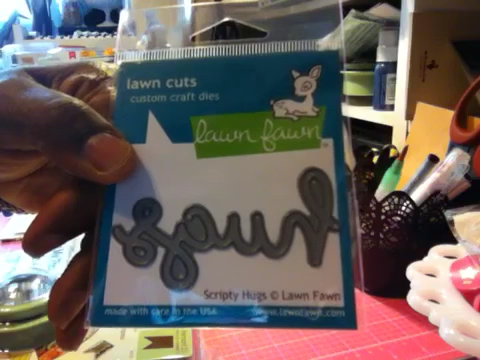 lawn cuts
custom craft dies
lawn fawn
hugs
Scripty Hugs © Lawn Fawn
made with care in the USA
www.lawnfawn.com